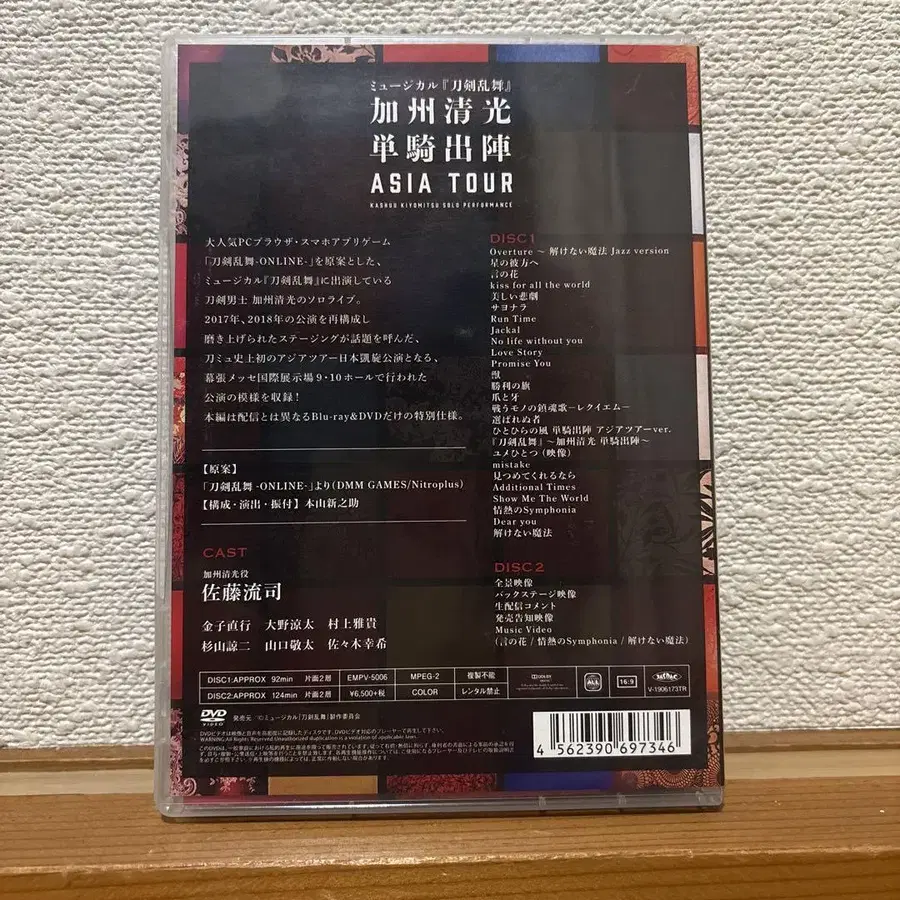 ミュージカル『刀剣乱舞』
加州清光
単騎出陣
ASIA TOUR
KASHUU KIYOMITSU SOLO PERFORMANCE
大人気PCブラウザ・スマホアプリゲーム
「刀剣乱舞-ONLINE-」を原案とした、
ミュージカル『刀剣乱舞』に出演している
刀剣男士 加州清光のソロライブ。
2017年、2018年の公演を再構成し
磨き上げられたステージングが話題を呼んだ、
刀ミュ史上初のアジアツアー日本凱旋公演となる、
幕張メッセ国際展示場9・10ホールで行われた
公演の模様を収録！
本編は配信とは異なるBlu-ray&DVDだけの特別仕様。
【原案】
「刀剣乱舞-ONLINE-」より(DMM GAMES/Nitroplus)
【構成・演出・振付】本山新之助
CAST
加州清光役
佐藤流司
金子直行 大野涼太 村上雅貴
杉山諒二 山口敬太 佐々木幸希
DISC1
Overture ～ 解けない魔法 Jazz version
星の彼方へ
言の花
kiss for all the world
美しい悲劇
サヨナラ
Run Time
Jackal
No life without you
Love Story
Promise You
獣
勝利の旗
爪と牙
戦うモノの鎮魂歌－レクイエム－
選ばれぬ者
ひとひらの風 単騎出陣 アジアツアーver.
『刀剣乱舞』～加州清光 単騎出陣～
ユメひとつ（映像）
mistake
見つめてくれるなら
Additional Times
Show Me The World
情熱のSymphonia
Dear you
解けない魔法
DISC2
全景映像
バックステージ映像
生配信コメント
発売告知映像
Music Video
(言の花 / 情熱のSymphonia / 解けない魔法)
DISC1:APPROX 92min 片面2層 EMPV-5006 MPEG-2 複製不能
DISC2:APPROX 124min 片面2層 ¥6,500+税 COLOR レンタル禁止
ALL
16:9
V-1906173TR
DVD VIDEO
発売元 ©ミュージカル『刀剣乱舞』製作委員会
4 562390 697346